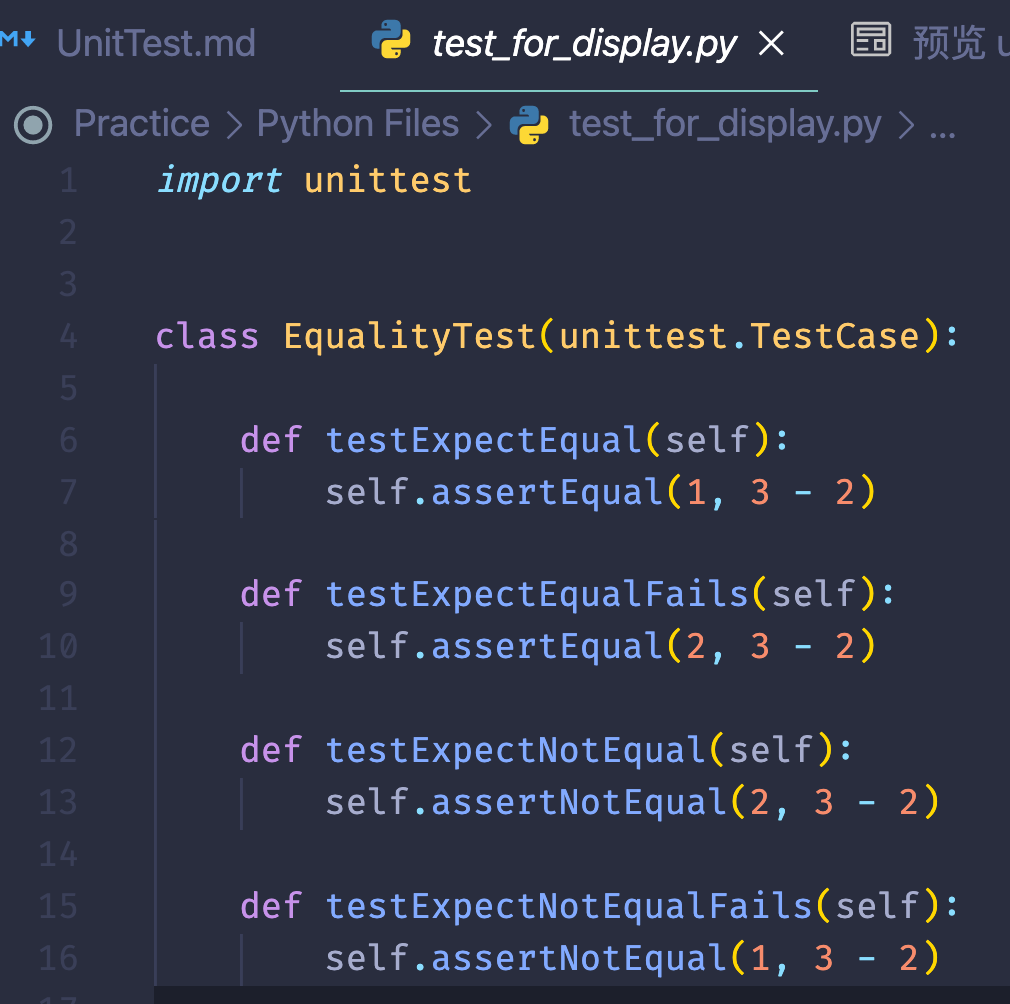 M UnitTest.md test_for_display.py × 预览 u
Practice > Python Files > test_for_display.py > ...
1 import unittest
2
3
4 class EqualityTest(unittest.TestCase):
5
6 def testExpectEqual(self):
7 self.assertEqual(1, 3 - 2)
8
9 def testExpectEqualFails(self):
10 self.assertEqual(2, 3 - 2)
11
12 def testExpectNotEqual(self):
13 self.assertNotEqual(2, 3 - 2)
14
15 def testExpectNotEqualFails(self):
16 self.assertNotEqual(1, 3 - 2)
17